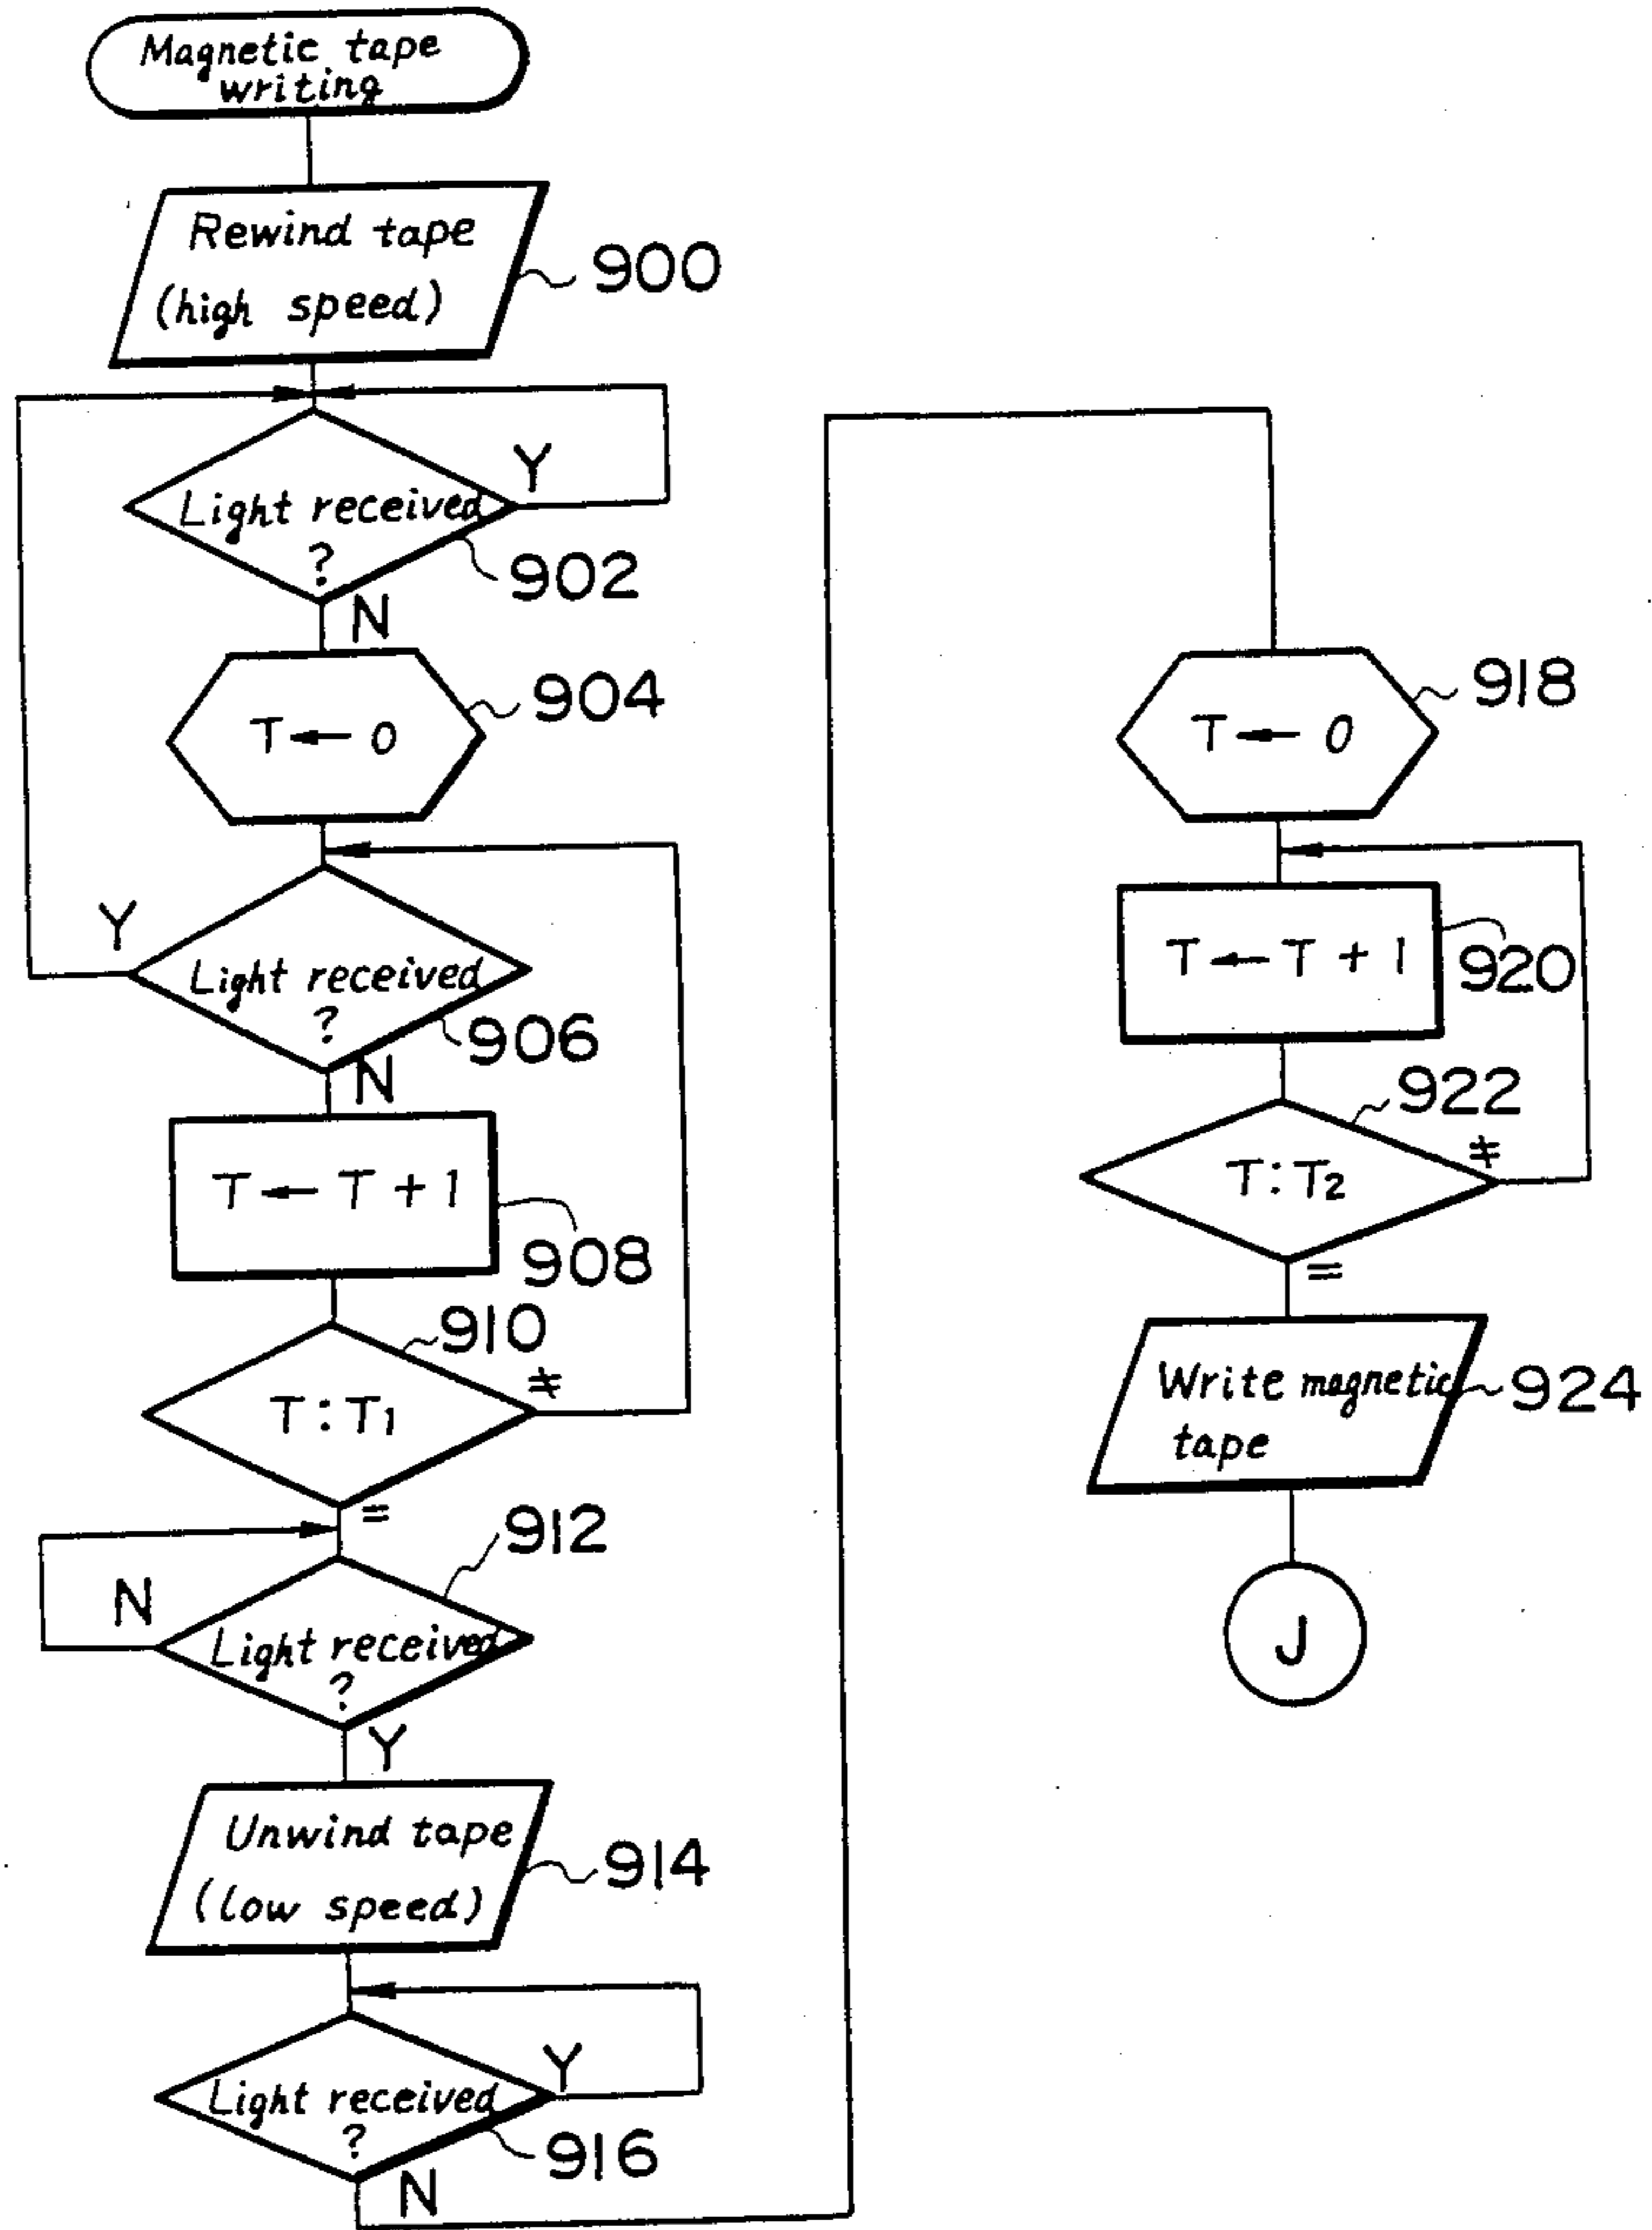 Magnetic tape
writing
Rewind tape
(high speed)
900
Y
Light received
?
902
N
904
T ← 0
Y
Light received
?
906
N
T ← T + 1
908
910
T : T1
≠
=
912
N
Light received
?
Y
Unwind tape
(low speed)
914
Y
Light received
?
916
N
918
T ← 0
T ← T + 1
920
922
T : T2
≠
=
Write magnetic
tape
924
J